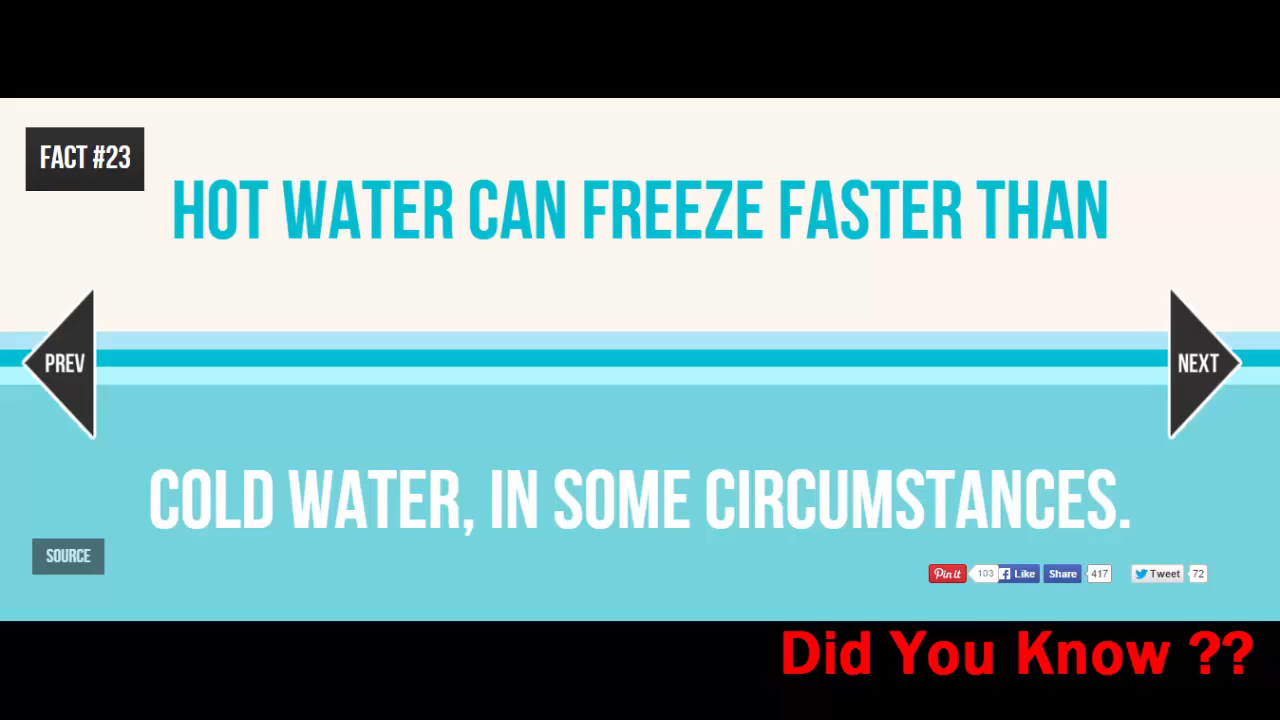 FACT #23
HOT WATER CAN FREEZE FASTER THAN
PREV
NEXT
COLD WATER, IN SOME CIRCUMSTANCES.
SOURCE
Pin it 103 Like Share 417 Tweet 72
Did You Know ??